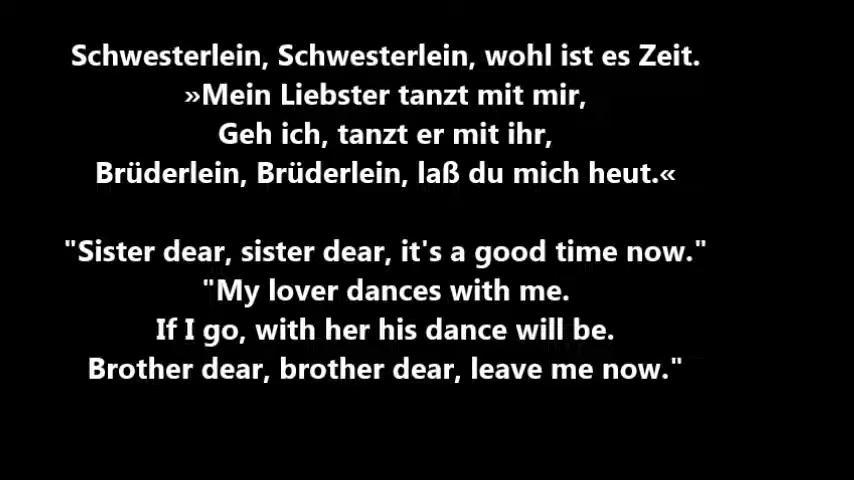 Schwesterlein, Schwesterlein, wohl ist es Zeit.
»Mein Liebster tanzt mit mir,
Geh ich, tanzt er mit ihr,
Brüderlein, Brüderlein, laß du mich heut.«
"Sister dear, sister dear, it's a good time now."
"My lover dances with me.
If I go, with her his dance will be.
Brother dear, brother dear, leave me now."